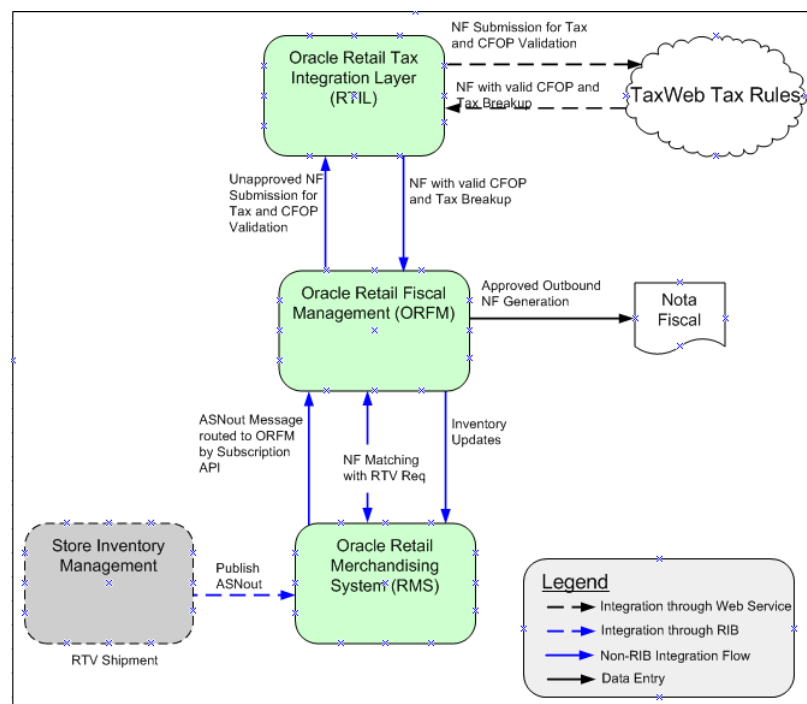 Oracle Retail Tax
Integration Layer
(RTIL)
NF Submission for Tax
and CFOP Validation
NF with valid CFOP and
Tax Breakup
TaxWeb Tax Rules
Unapproved NF
Submission for
Tax and CFOP
Validation
NF with valid CFOP
and Tax Breakup
Oracle Retail Fiscal
Management (ORFM)
Approved Outbound
NF Generation
Nota
Fiscal
ASNout Message
routed to ORFM
by Subscription
API
NF Matching
with RTV Req
Inventory
Updates
Store Inventory
Management
RTV Shipment
Publish
ASNout
Oracle Retail
Merchandising
System (RMS)
Legend
Integration through Web Service
Integration through RIB
Non-RIB Integration Flow
Data Entry